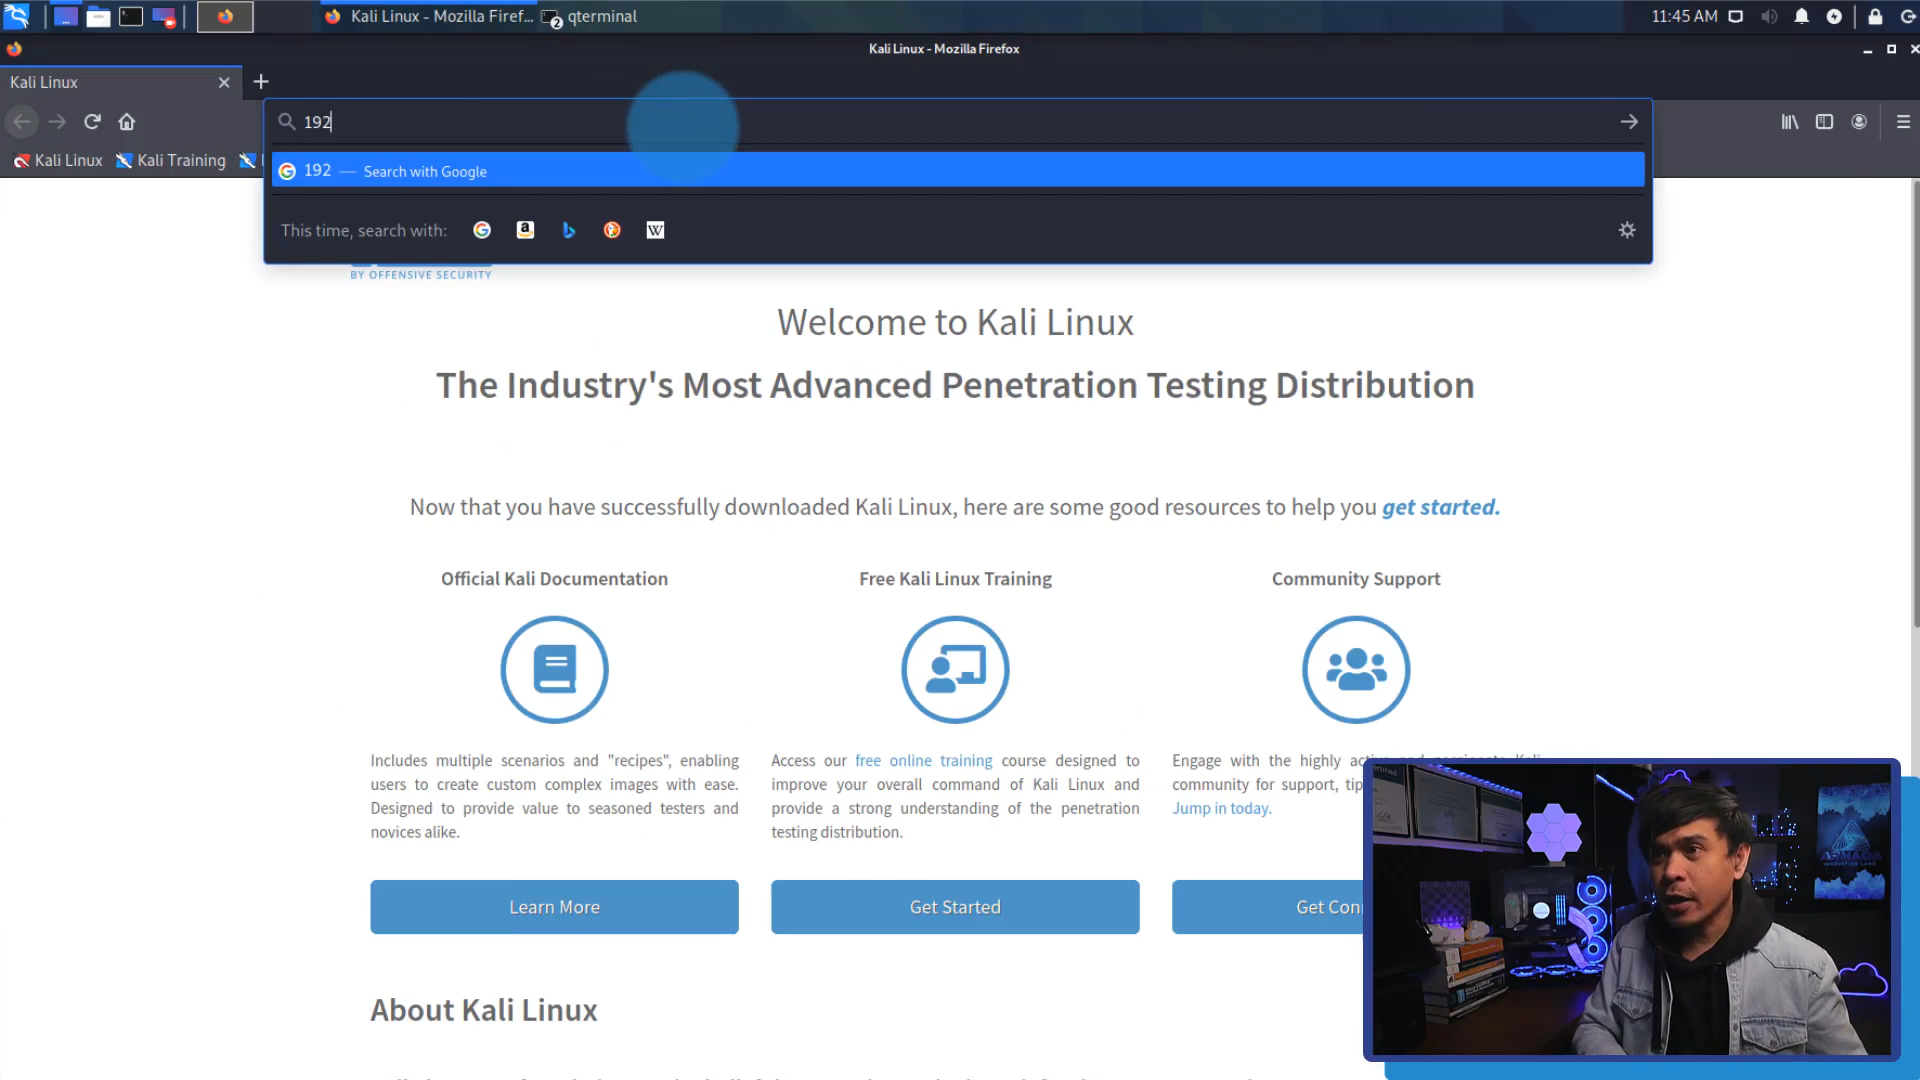 Kali Linux - Mozilla Firef...
2
qterminal
11:45 AM
Kali Linux - Mozilla Firefox
Kali Linux
192
Kali Linux
Kali Training
192 — Search with Google
This time, search with:
BY OFFENSIVE SECURITY
Welcome to Kali Linux
The Industry's Most Advanced Penetration Testing Distribution
Now that you have successfully downloaded Kali Linux, here are some good resources to help you get started.
Official Kali Documentation
Includes multiple scenarios and "recipes", enabling
users to create custom complex images with ease.
Designed to provide value to seasoned testers and
novices alike.
Learn More
Free Kali Linux Training
Access our free online training course designed to
improve your overall command of Kali Linux and
provide a strong understanding of the penetration
testing distribution.
Get Started
Community Support
Engage with the highly
community for support,
Jump in today.
Get
ARMADA
About Kali Linux